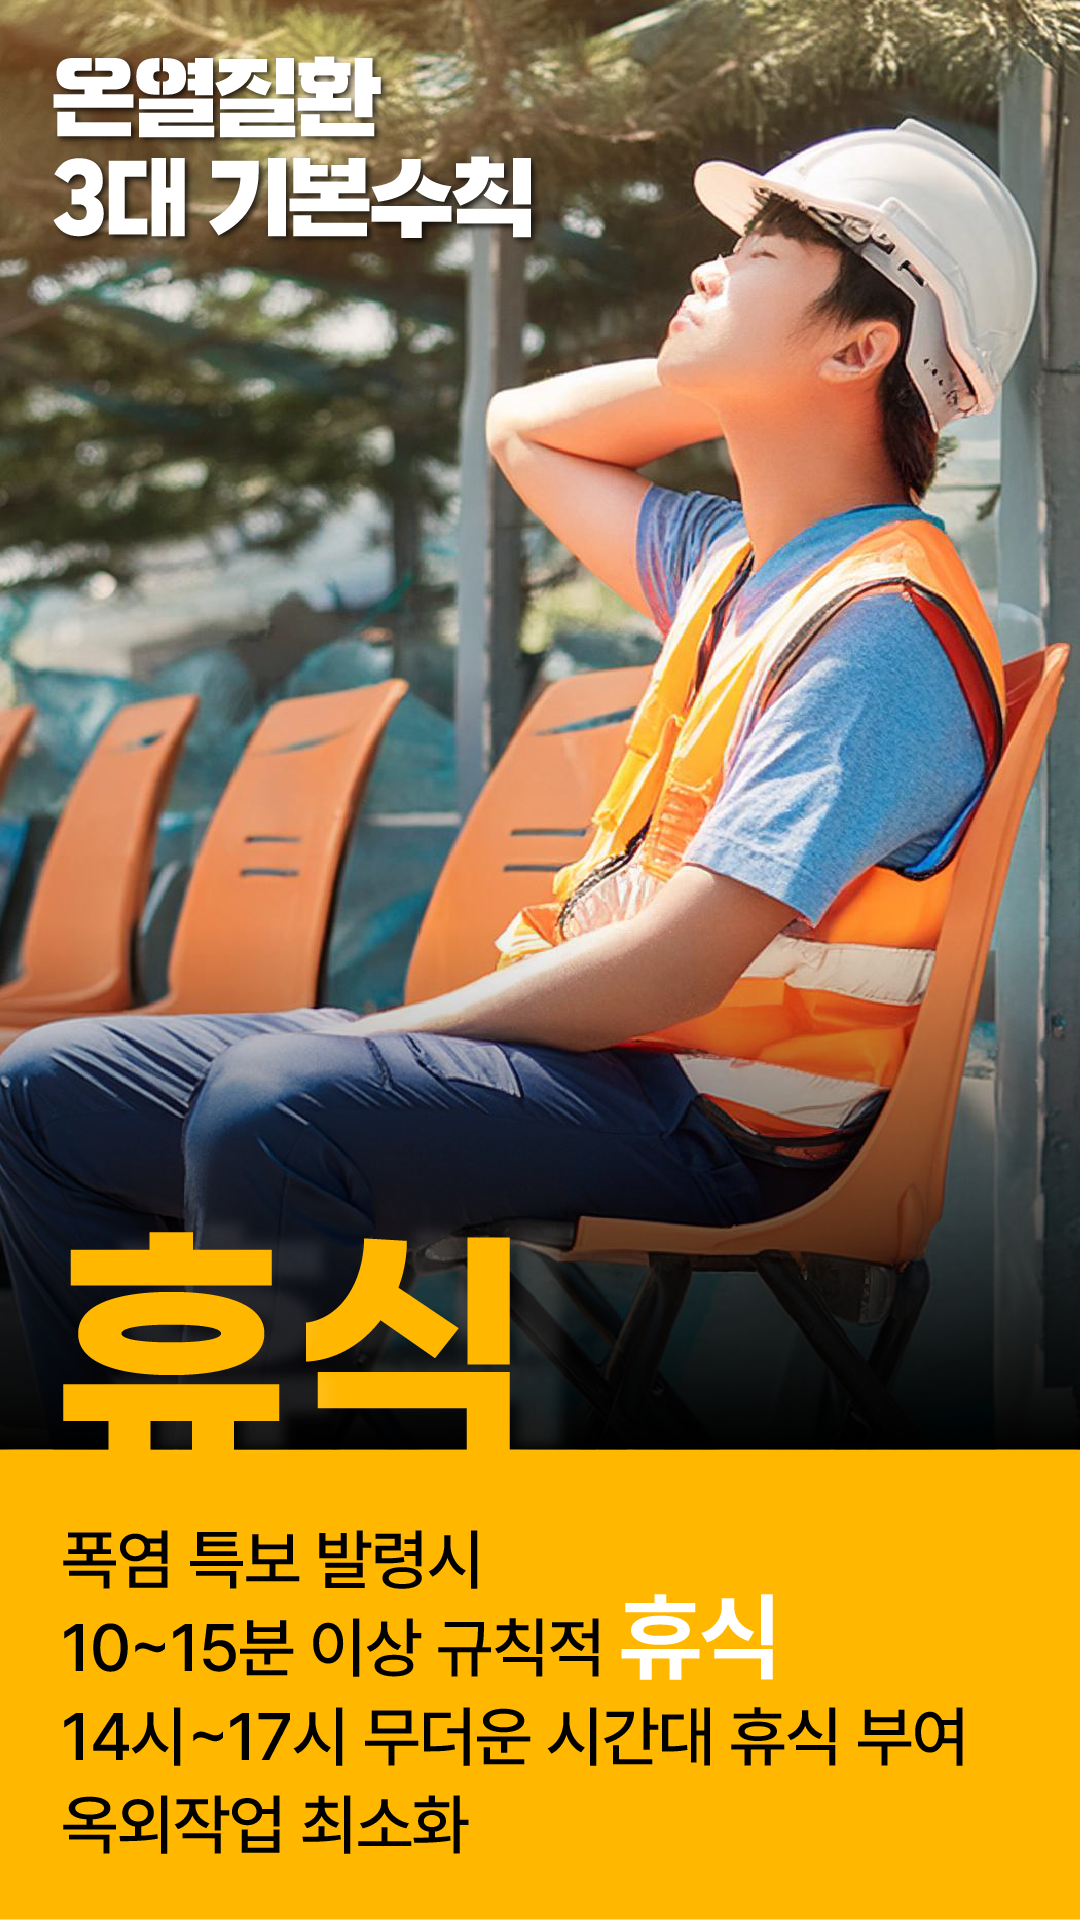 온열질환
3대 기본수칙
휴식
폭염 특보 발령시
10~15분 이상 규칙적 휴식
14시~17시 무더운 시간대 휴식 부여
옥외작업 최소화